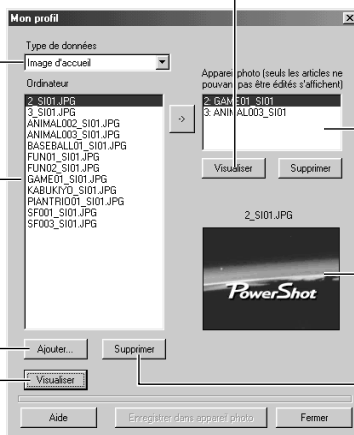 Mon profil
Type de données
Image d'accueil
Ordinateur
2_SI01.JPG
3_SI01.JPG
ANIMAL002_SI01.JPG
ANIMAL003_SI01.JPG
BASEBALL01_SI01.JPG
FUN01_SI01.JPG
FUN02_SI01.JPG
GAME01_SI01.JPG
KABUKIYO_SI01.JPG
PIANTRIO01_SI01.JPG
SF001_SI01.JPG
SF003_SI01.JPG
Ajouter...
Supprimer
Visualiser
Appareil photo (seuls les articles ne
pouvant pas être édités s'affichent)
2: GAME01_SI01
3: ANIMAL003_SI01
Visualiser
Supprimer
2_SI01.JPG
PowerShot
Aide
Enregistrer dans appareil photo
Fermer